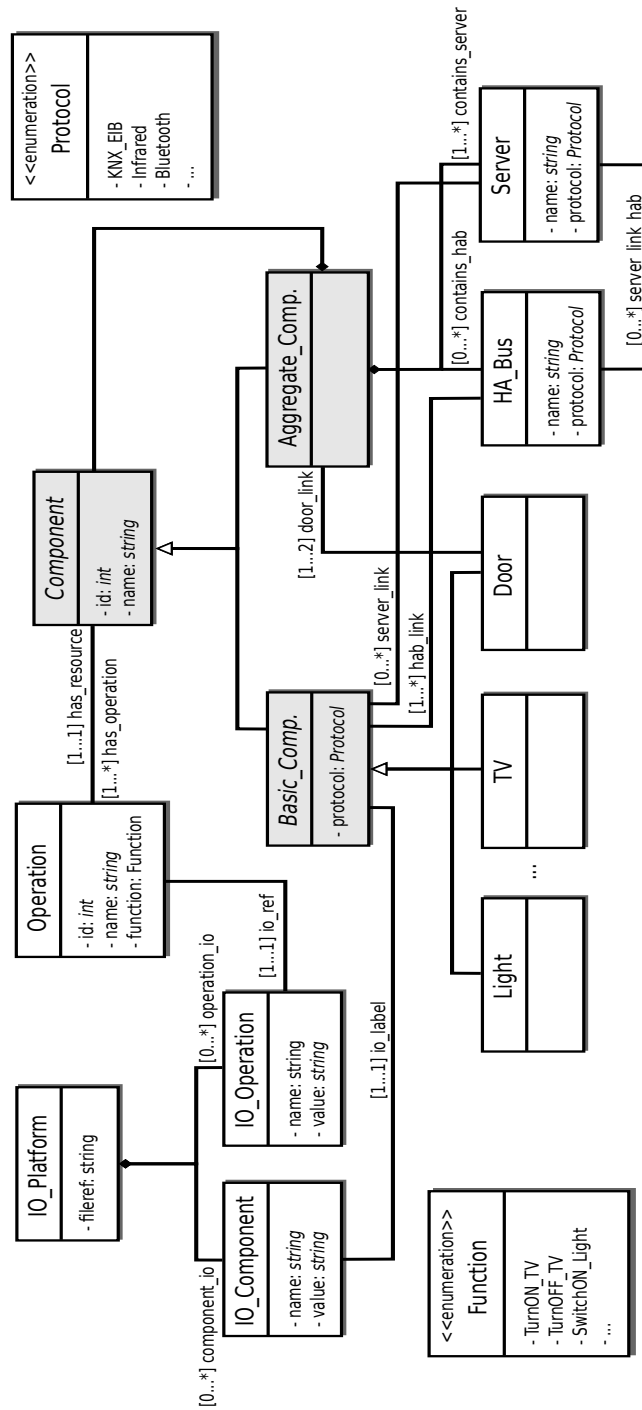 IO_Platform
- fileref: string
Operation
- id: int
- name: string
- function: Function
[1...1] has_resource
[1...*] has_operation
Component
- id: int
- name: string
<<enumeration>>
Protocol
- KNX_EIB
- Infrared
- Bluetooth
- ...
[0...*] component_io
[0...*] operation_io
IO_Component
- name: string
- value: string
IO_Operation
- name: string
- value: string
[1...1] io_ref
Basic_Comp.
- protocol: Protocol
Aggregate_Comp.
[1...2] door_link
[1...1] io_label
[0...*] server_link
[1...*] hab_link
[0...*] contains_hab
[1...*] contains_server
<<enumeration>>
Function
- TurnON_TV
- TurnOFF_TV
- SwitchON_Light
- ...
Light
...
TV
Door
HA_Bus
- name: string
- protocol: Protocol
Server
- name: string
- protocol: Protocol
[0...*] server_link_hab